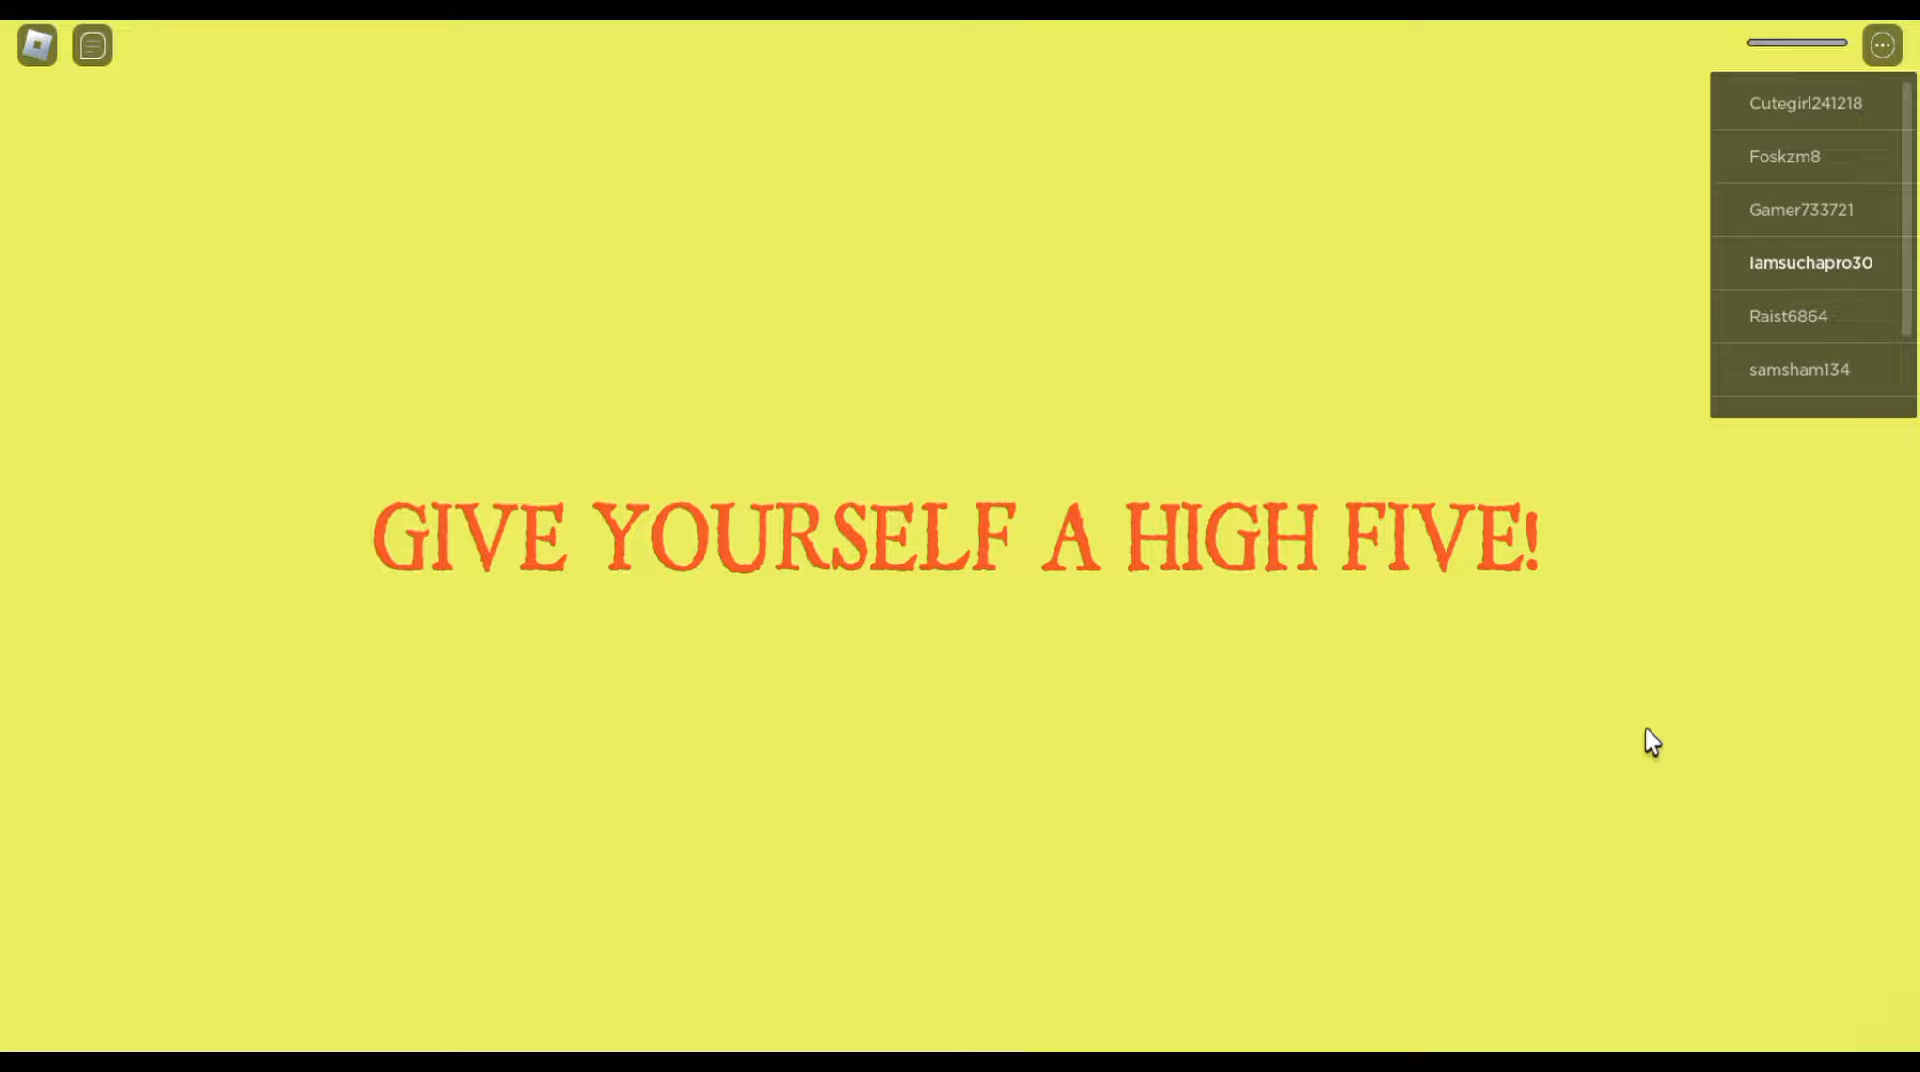 Cutegirl241218
Foskzm8
Gamer733721
Iamsuchapro30
Raist6864
samsham134
GIVE YOURSELF A HIGH FIVE!